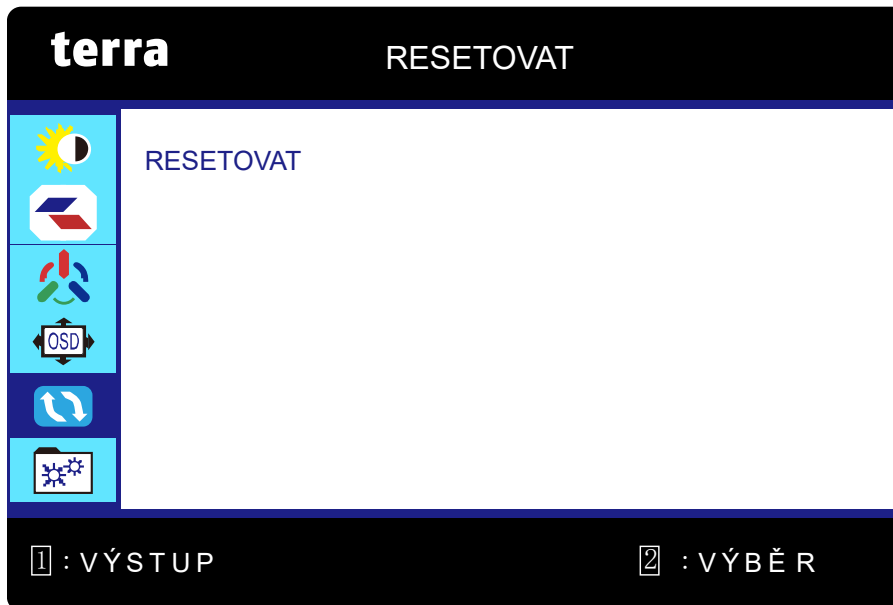 terra RESETOVAT
RESETOVAT
OSD
1 : VÝSTUP 2 : VÝBĚR